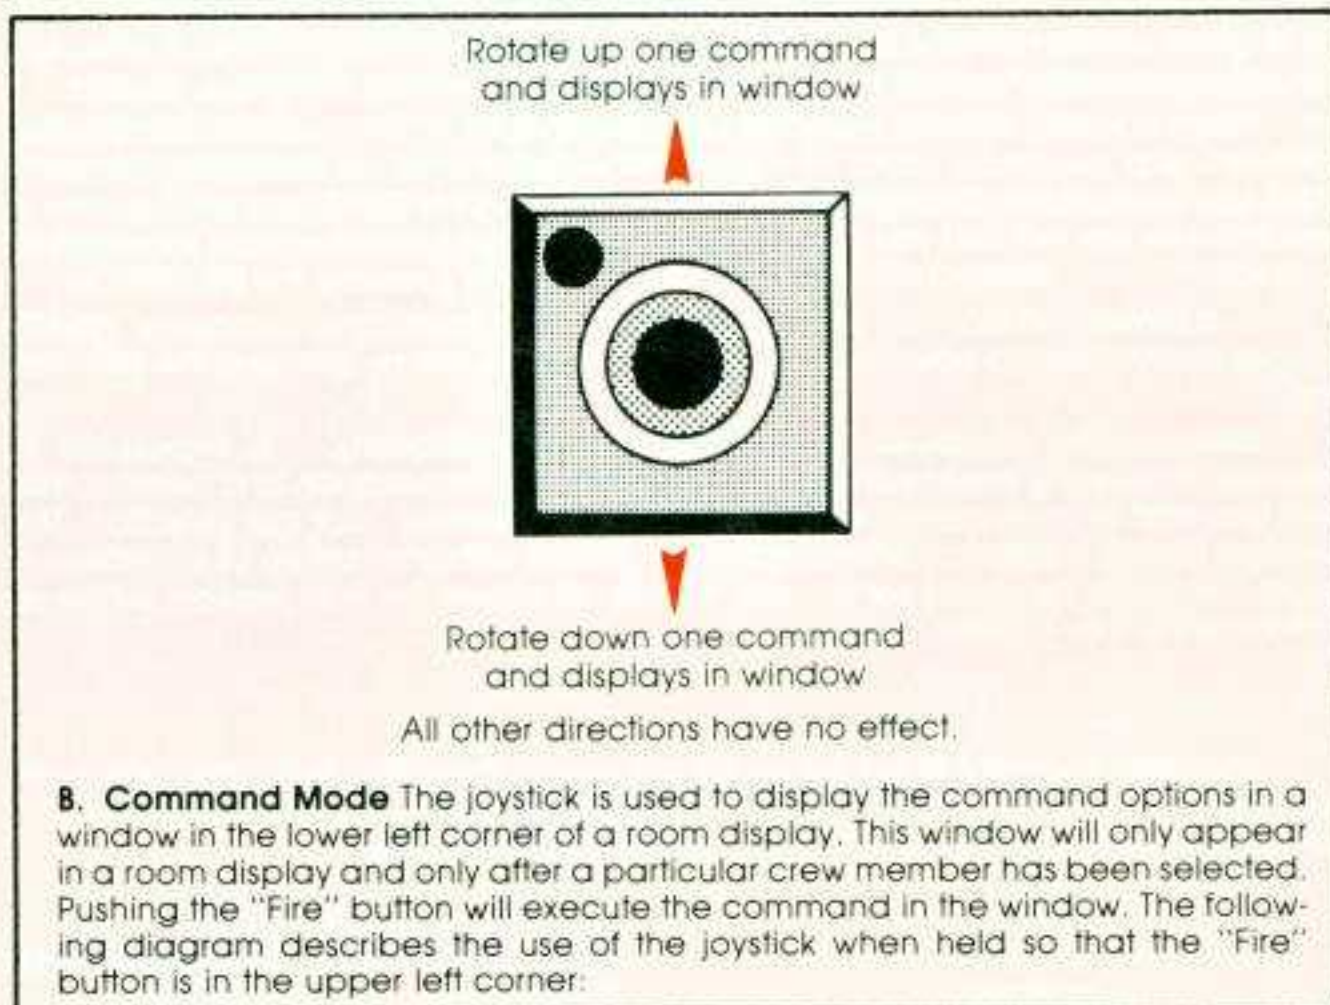 Rotate up one command
and displays in window
Rotate down one command
and displays in window
All other directions have no effect.
B. Command Mode The joystick is used to display the command options in a
window in the lower left corner of a room display. This window will only appear
in a room display and only after a particular crew member has been selected.
Pushing the "Fire" button will execute the command in the window. The follow-
ing diagram describes the use of the joystick when held so that the "Fire"
button is in the upper left corner: